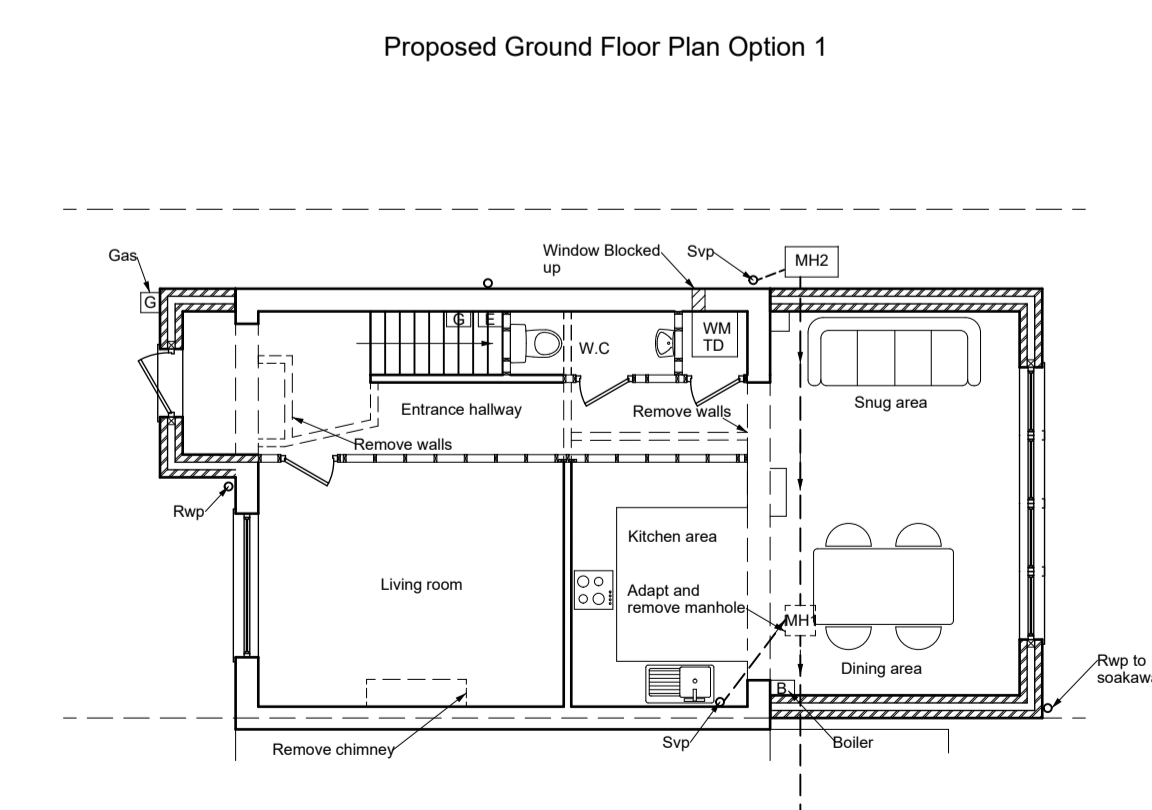 Proposed Ground Floor Plan Option 1
Window Blocked
up
Svp
MH2
Gas
G
G
E
W.C
WM
TD
Snug area
Entrance hallway
Remove walls
Remove walls
Rwp
Kitchen area
Living room
Adapt and
remove manhole
MH1
Dining area
Rwp to
B
Svp
Boiler
Remove chimney